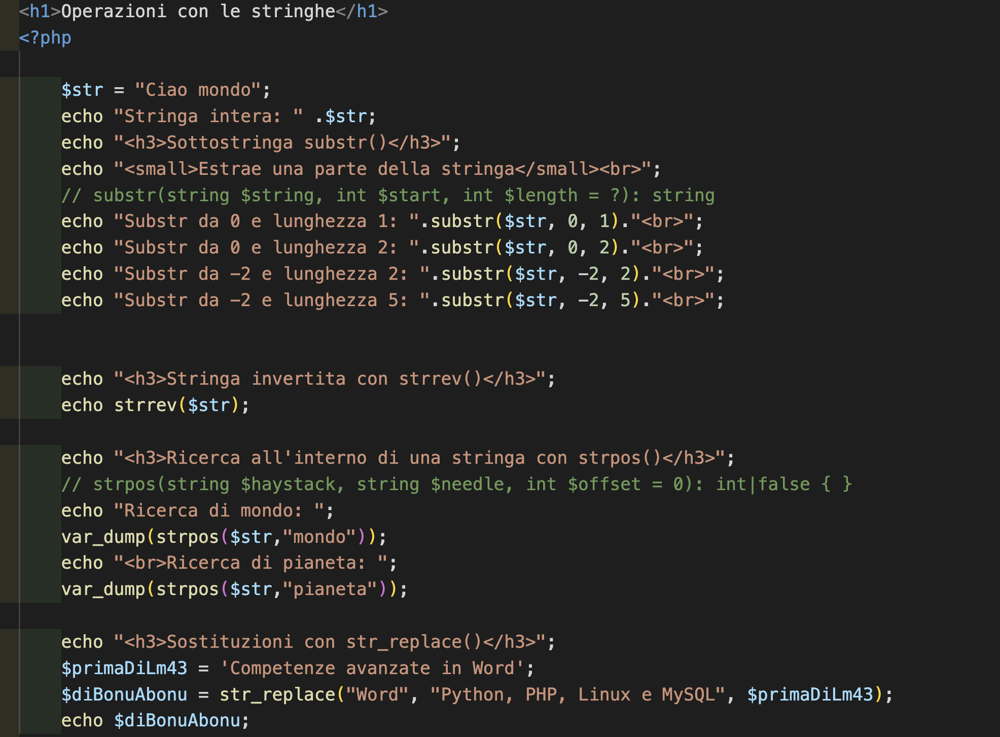 <h1>Operazioni con le stringhe</h1>
<?php
$str = "Ciao mondo";
echo "Stringa intera: " .$str;
echo "<h3>Sottostringa substr()</h3>";
echo "<small>Estrae una parte della stringa</small><br>";
// substr(string $string, int $start, int $length = ?): string
echo "Substr da 0 e lunghezza 1: ".substr($str, 0, 1)."<br>";
echo "Substr da 0 e lunghezza 2: ".substr($str, 0, 2)."<br>";
echo "Substr da -2 e lunghezza 2: ".substr($str, -2, 2)."<br>";
echo "Substr da -2 e lunghezza 5: ".substr($str, -2, 5)."<br>";
echo "<h3>Stringa invertita con strrev()</h3>";
echo strrev($str);
echo "<h3>Ricerca all'interno di una stringa con strpos()</h3>";
// strpos(string $haystack, string $needle, int $offset = 0): int|false { }
echo "Ricerca di mondo: ";
var_dump(strpos($str,"mondo"));
echo "<br>Ricerca di pianeta: ";
var_dump(strpos($str,"pianeta"));
echo "<h3>Sostituzioni con str_replace()</h3>";
$primaDiLm43 = 'Competenze avanzate in Word';
$diBonuAbonu = str_replace("Word", "Python, PHP, Linux e MySQL", $primaDiLm43);
echo $diBonuAbonu;